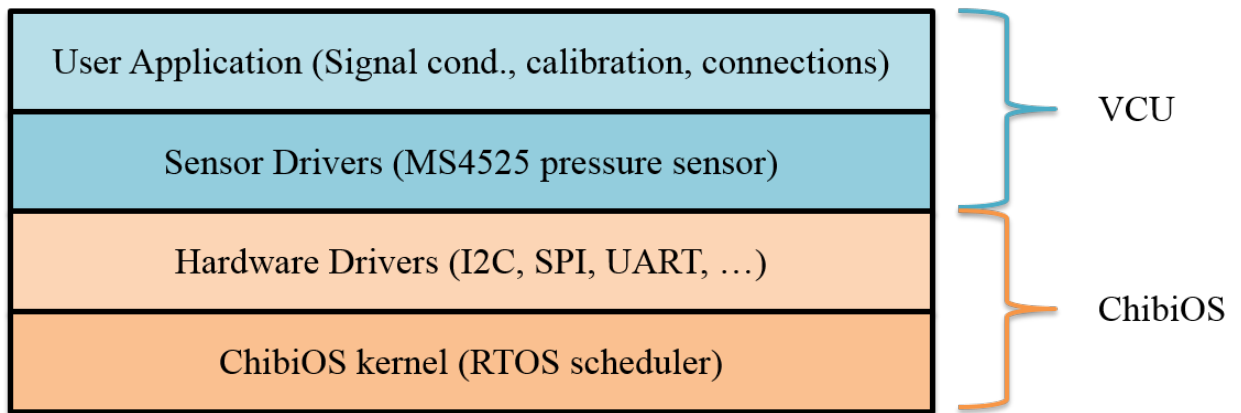 User Application (Signal cond., calibration, connections)
Sensor Drivers (MS4525 pressure sensor)
VCU
Hardware Drivers (I2C, SPI, UART, …)
ChibiOS kernel (RTOS scheduler)
ChibiOS